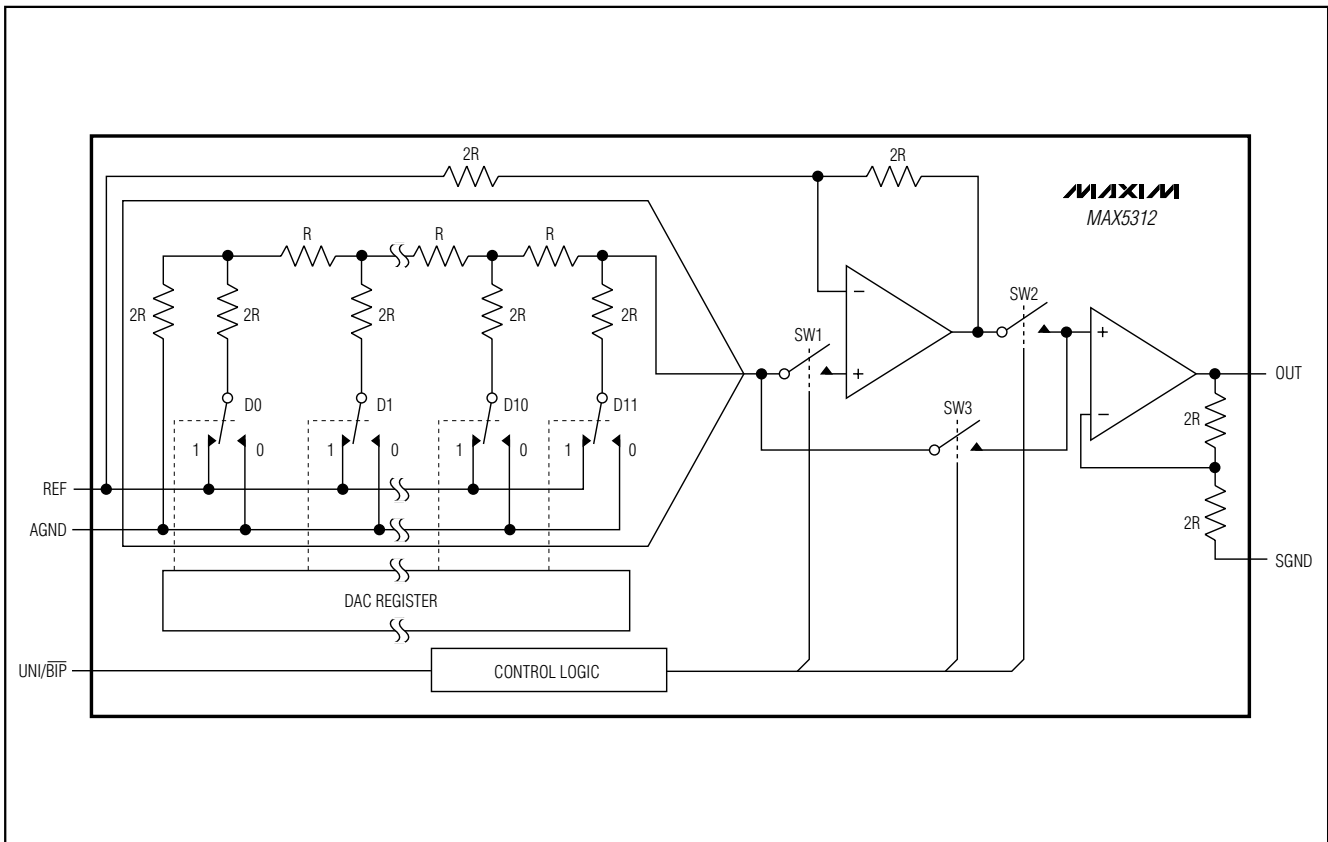 2R
2R
MAXIM
MAX5312
R
R
R
2R
2R
2R
2R
2R
SW2
SW1
−
+
+
OUT
D0
D1
D10
D11
SW3
−
2R
1
0
1
0
1
0
1
0
REF
AGND
2R
SGND
DAC REGISTER
UNI/B̅I̅P̅
CONTROL LOGIC